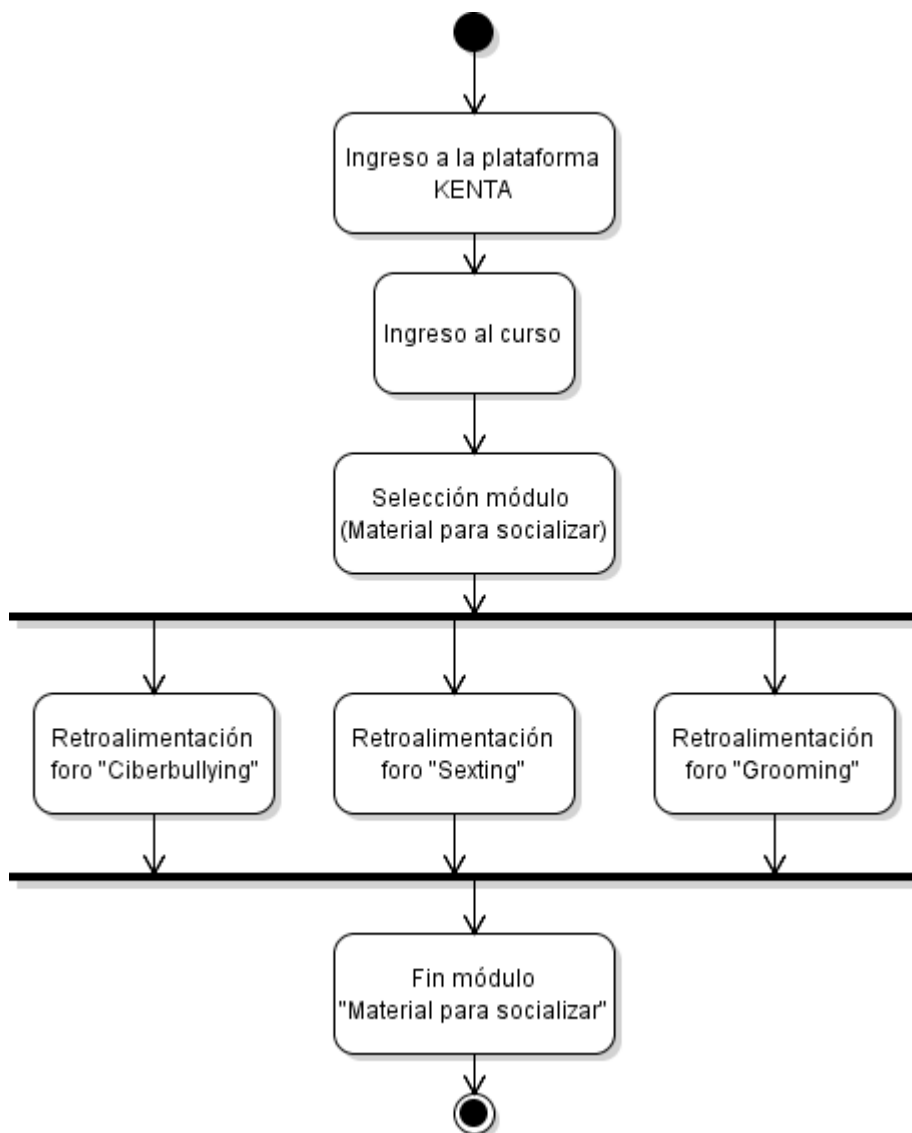 Ingreso a la plataforma
KENTA
Ingreso al curso
Selección módulo
(Material para socializar)
Retroalimentación
foro "Ciberbullying"
Retroalimentación
foro "Sexting"
Retroalimentación
foro "Grooming"
Fin módulo
"Material para socializar"